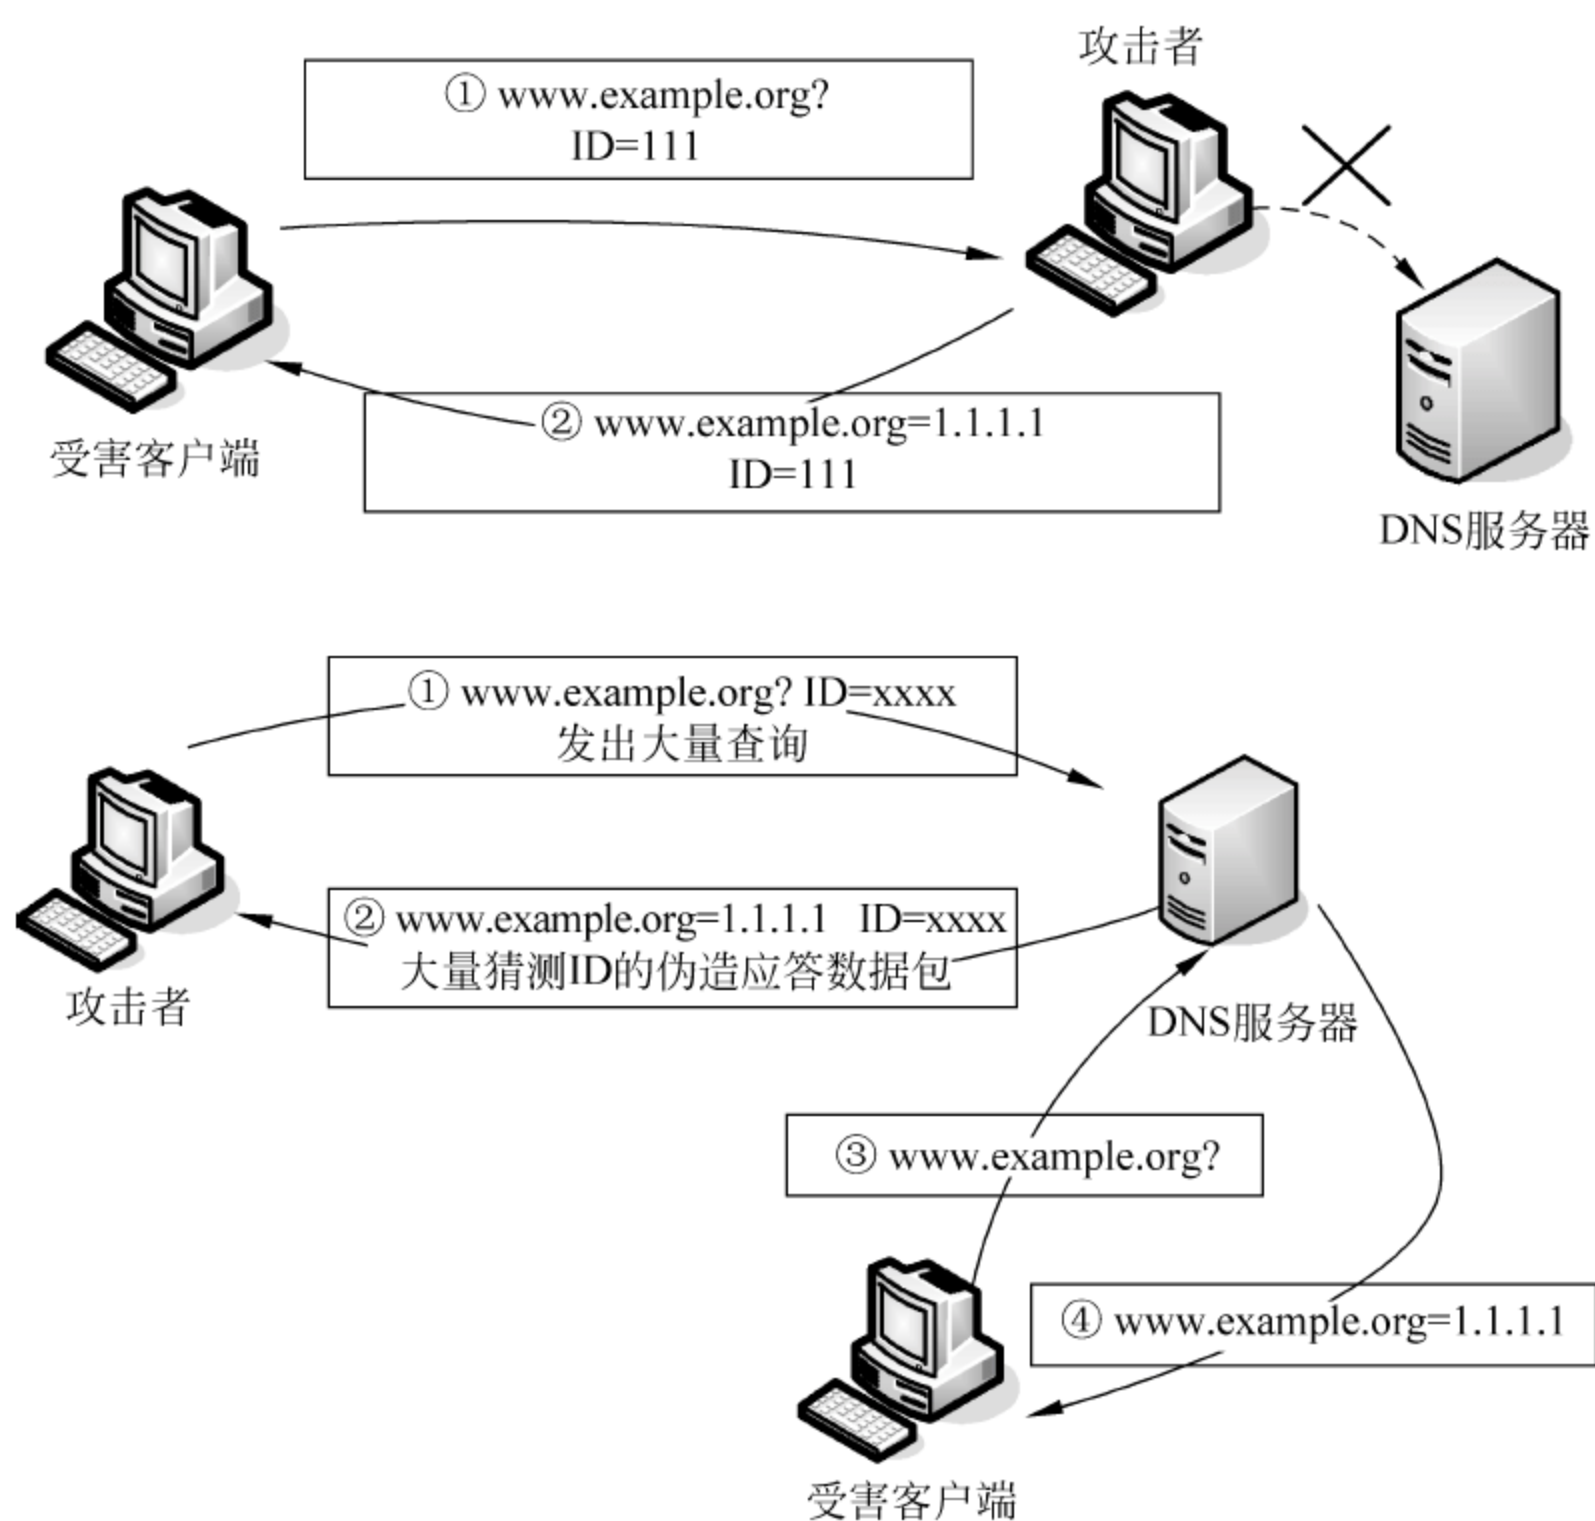 攻击者
① www.example.org?
ID=111
② www.example.org=1.1.1.1
ID=111
受害客户端
DNS服务器
① www.example.org? ID=xxxx
发出大量查询
② www.example.org=1.1.1.1 ID=xxxx
大量猜测ID的伪造应答数据包
攻击者
DNS服务器
③ www.example.org?
④ www.example.org=1.1.1.1
受害客户端